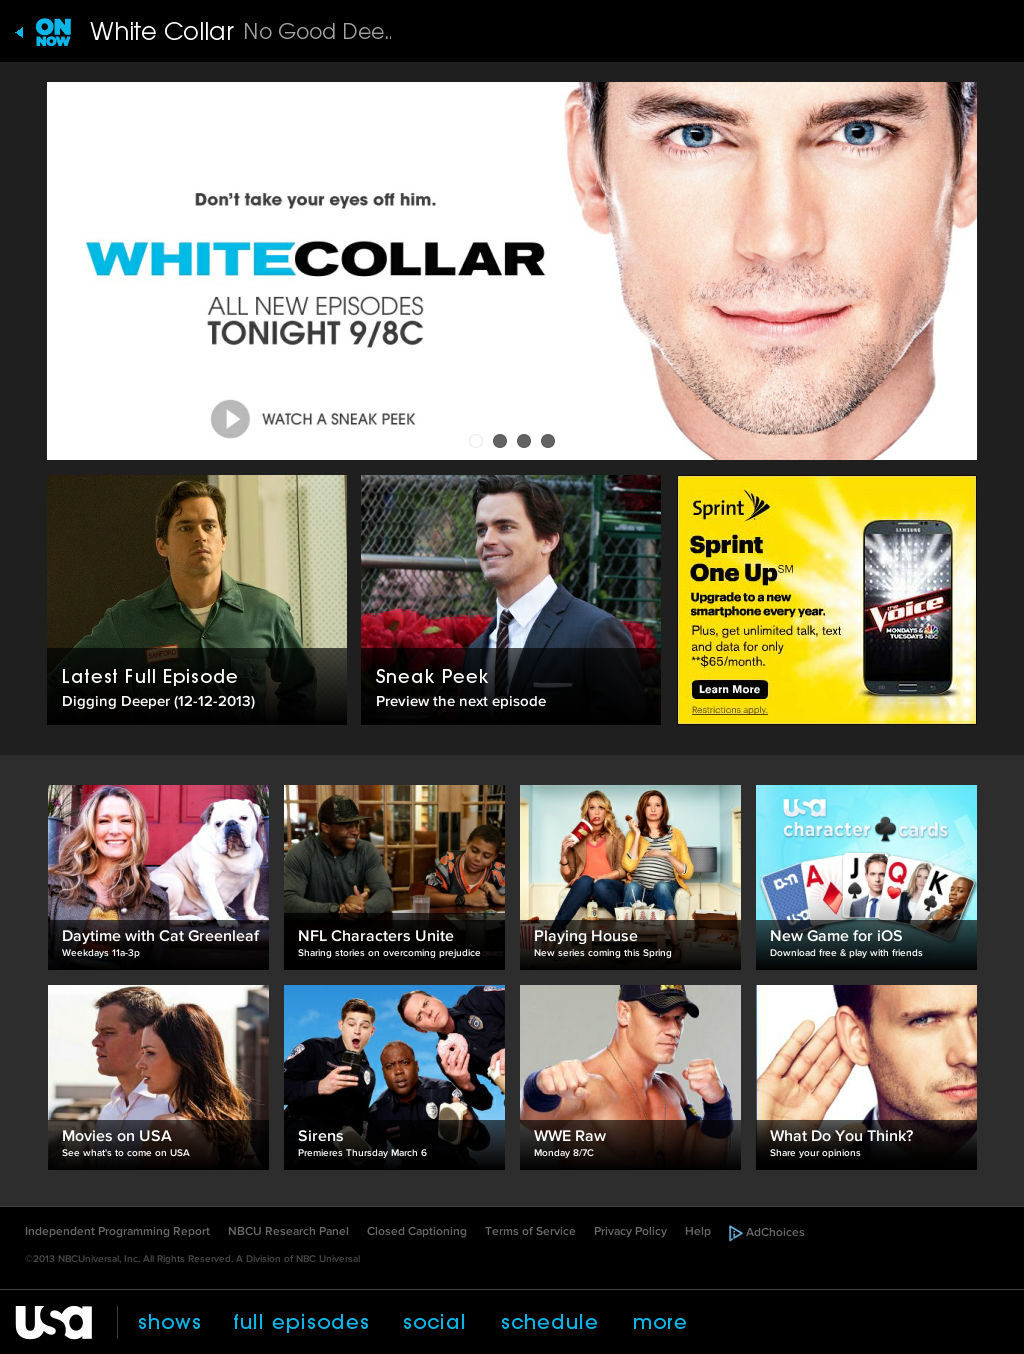 ON NOW White Collar No Good Dee..
Don't take your eyes off him.
WHITECOLLAR
ALL NEW EPISODES
TONIGHT 9/8C
WATCH A SNEAK PEEK
Latest Full Episode
Digging Deeper (12-12-2013)
Sneak Peek
Preview the next episode
Sprint
Sprint
One Up℠
Upgrade to a new
smartphone every year.
Plus, get unlimited talk, text
and data for only
**$65/month.
Learn More
Restrictions apply.
SAMSUNG
the Voice
MONDAYS &
TUESDAYS NBC
Daytime with Cat Greenleaf
Weekdays 11a-3p
NFL Characters Unite
Sharing stories on overcoming prejudice
Playing House
New series coming this Spring
usa
character cards
A J Q K
usa
New Game for iOS
Download free & play with friends
Movies on USA
See what's to come on USA
Sirens
Premieres Thursday March 6
WWE Raw
Monday 8/7C
What Do You Think?
Share your opinions
Independent Programming Report NBCU Research Panel Closed Captioning Terms of Service Privacy Policy Help AdChoices
©2013 NBCUniversal, Inc. All Rights Reserved. A Division of NBC Universal
usa shows full episodes social schedule more